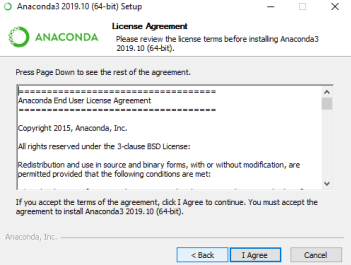 Anaconda3 2019.10 (64-bit) Setup
ANACONDA
License Agreement
Please review the license terms before installing Anaconda3
2019.10 (64-bit).
Press Page Down to see the rest of the agreement.
===================================
Anaconda End User License Agreement
===================================
Copyright 2015, Anaconda, Inc.
All rights reserved under the 3-clause BSD License:
Redistribution and use in source and binary forms, with or without modification, are
permitted provided that the following conditions are met:
If you accept the terms of the agreement, click I Agree to continue. You must accept the
agreement to install Anaconda3 2019.10 (64-bit).
Anaconda, Inc.
< Back
I Agree
Cancel